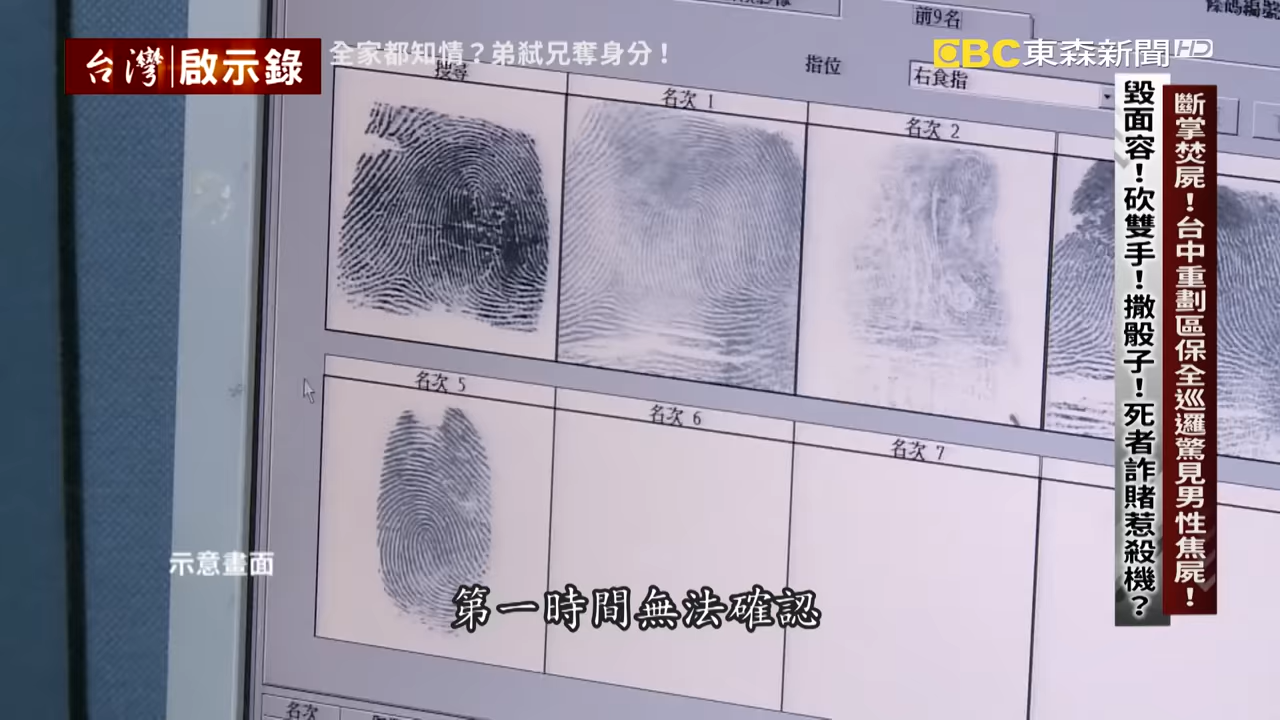 台灣啟示錄
全家都知情？弟弒兄奪身分！
EBC東森新聞HD
斷掌焚屍！台中重劃區保全巡邏驚見男性焦屍！
毀面容！砍雙手！撒骰子！死者詐賭惹殺機？
前9名
指位
右食指
搜尋
名次 1
名次 2
名次 5
名次 6
名次 7
名次
示意畫面
第一時間無法確認